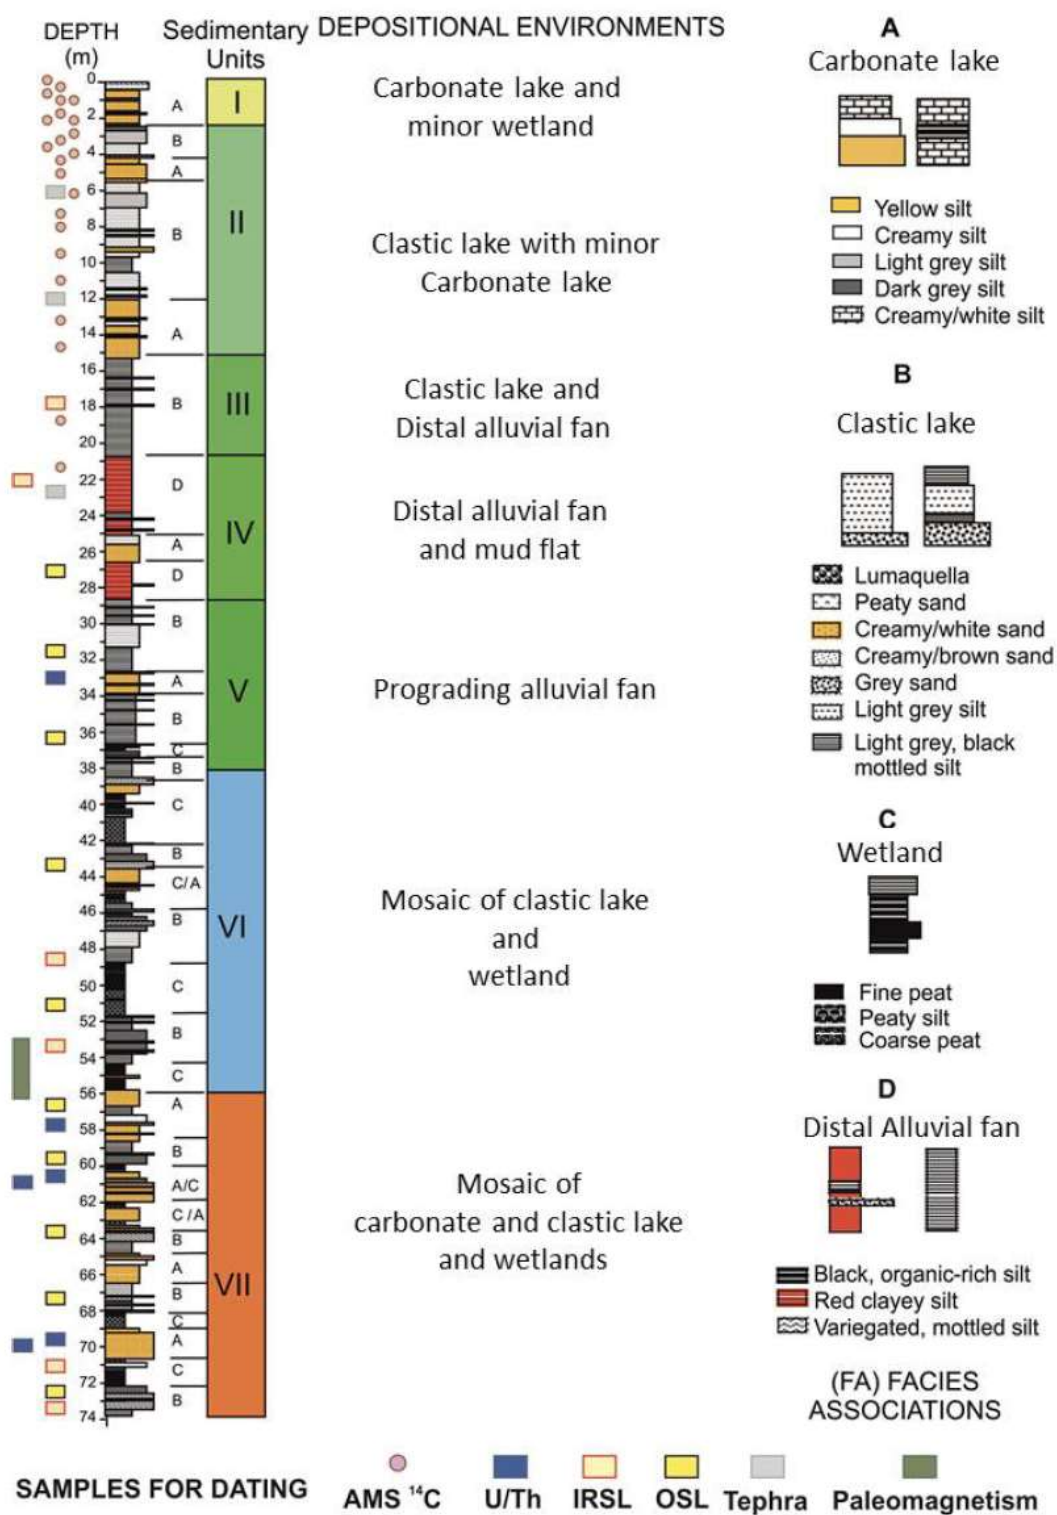 DEPTH
(m)
Sedimentary
Units
DEPOSITIONAL ENVIRONMENTS
0
2
4
6
8
10
12
14
16
18
20
22
24
26
28
30
32
34
36
38
40
42
44
46
48
50
52
54
56
58
60
62
64
66
68
70
72
74
A
B
A
B
A
B
D
A
D
B
A
B
C
B
C
B
C/A
B
C
B
C
A
B
A/C
C /A
B
A
B
C
A
C
B
I
II
III
IV
V
VI
VII
Carbonate lake and
minor wetland
Clastic lake with minor
Carbonate lake
Clastic lake and
Distal alluvial fan
Distal alluvial fan
and mud flat
Prograding alluvial fan
Mosaic of clastic lake
and
wetland
Mosaic of
carbonate and clastic lake
and wetlands
A
Carbonate lake
Yellow silt
Creamy silt
Light grey silt
Dark grey silt
Creamy/white silt
B
Clastic lake
Lumaquella
Peaty sand
Creamy/white sand
Creamy/brown sand
Grey sand
Light grey silt
Light grey, black
mottled silt
C
Wetland
Fine peat
Peaty silt
Coarse peat
D
Distal Alluvial fan
Black, organic-rich silt
Red clayey silt
Variegated, mottled silt
(FA) FACIES
ASSOCIATIONS
SAMPLES FOR DATING
AMS ¹⁴C
U/Th
IRSL
OSL
Tephra
Paleomagnetism